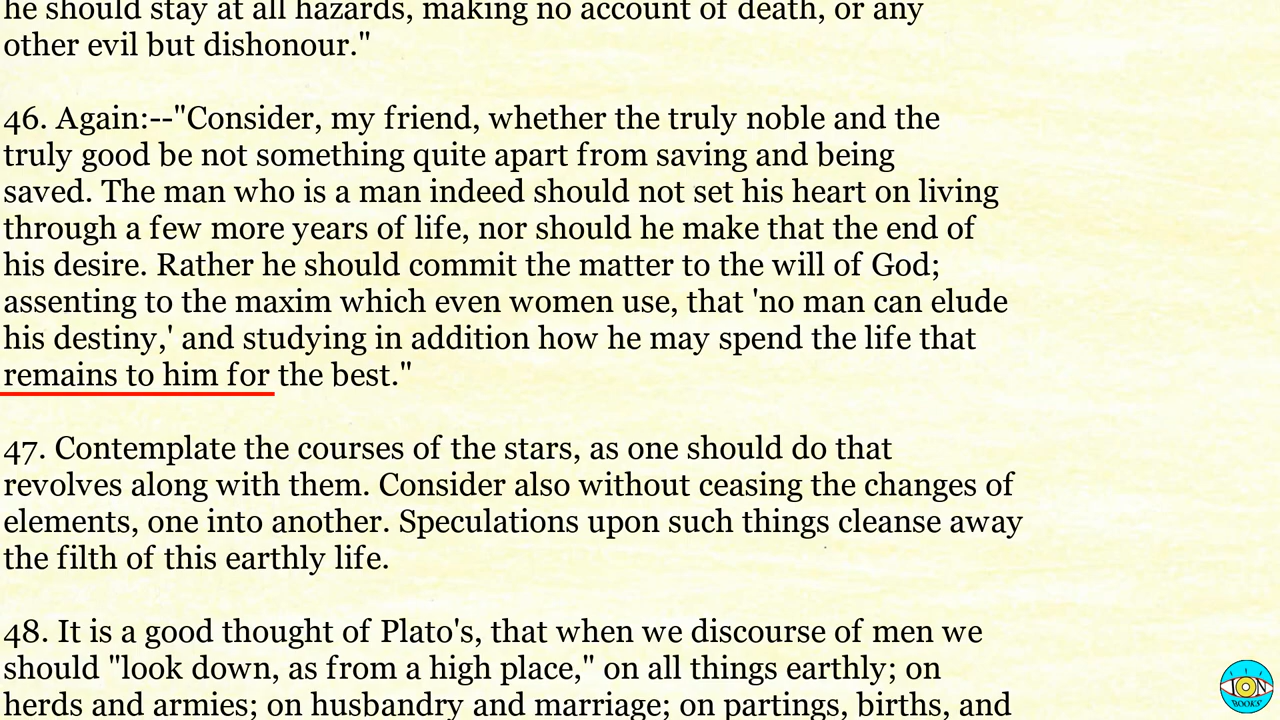 he should stay at all hazards, making no account of death, or any
other evil but dishonour."
46. Again:--"Consider, my friend, whether the truly noble and the
truly good be not something quite apart from saving and being
saved. The man who is a man indeed should not set his heart on living
through a few more years of life, nor should he make that the end of
his desire. Rather he should commit the matter to the will of God;
assenting to the maxim which even women use, that 'no man can elude
his destiny,' and studying in addition how he may spend the life that
remains to him for the best."
47. Contemplate the courses of the stars, as one should do that
revolves along with them. Consider also without ceasing the changes of
elements, one into another. Speculations upon such things cleanse away
the filth of this earthly life.
48. It is a good thought of Plato's, that when we discourse of men we
should "look down, as from a high place," on all things earthly; on
herds and armies; on husbandry and marriage; on partings, births, and
ION
BOOKS